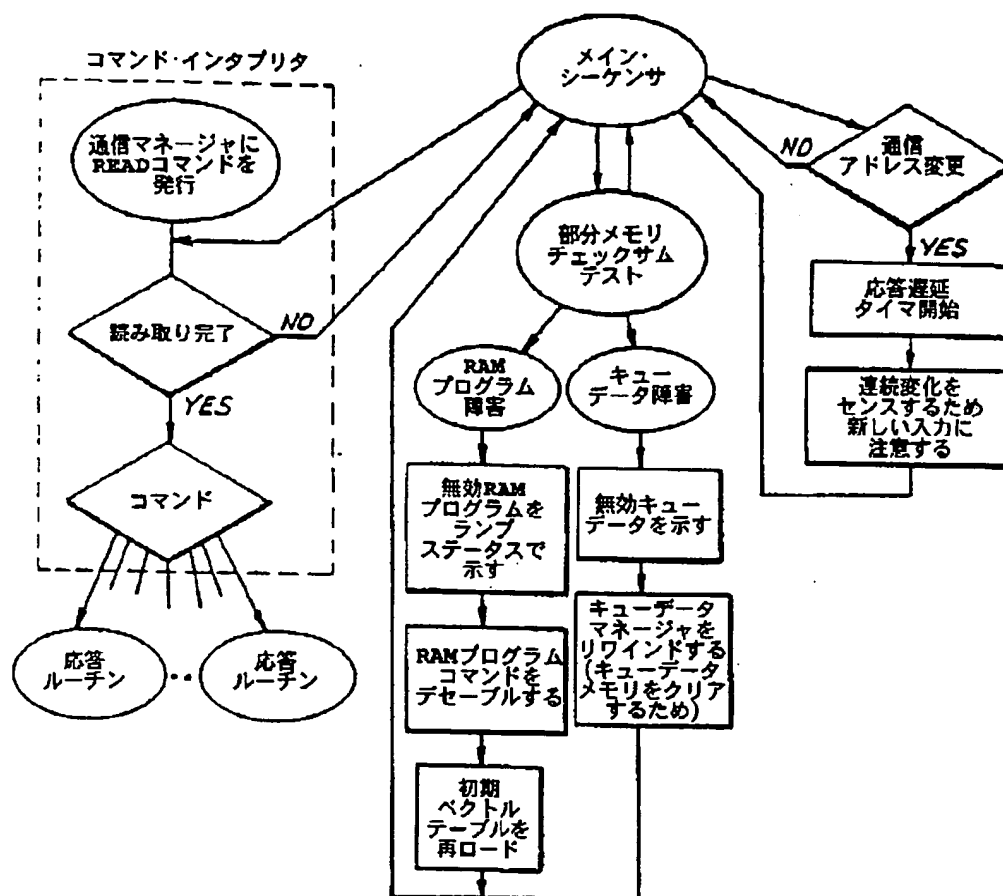 コマンド・インタプリタ
通信マネージャに
READコマンドを
発行
読み取り完了
NO
YES
コマンド
応答
ルーチン
・・
応答
ルーチン
メイン・
シーケンサ
部分メモリ
チェックサム
テスト
RAM
プログラム
障害
無効RAM
プログラムを
ランプ
ステータスで
示す
RAMプログラム
コマンドを
デセーブルする
初期
ベクトル
テーブルを
再ロード
キュー
データ障害
無効キュー
データを示す
キューデータ
マネージャを
リワインドする
(キューデータ
メモリをクリア
するため)
通信
アドレス変更
NO
YES
応答遅延
タイマ開始
連続変化を
センスするため
新しい入力に
注意する